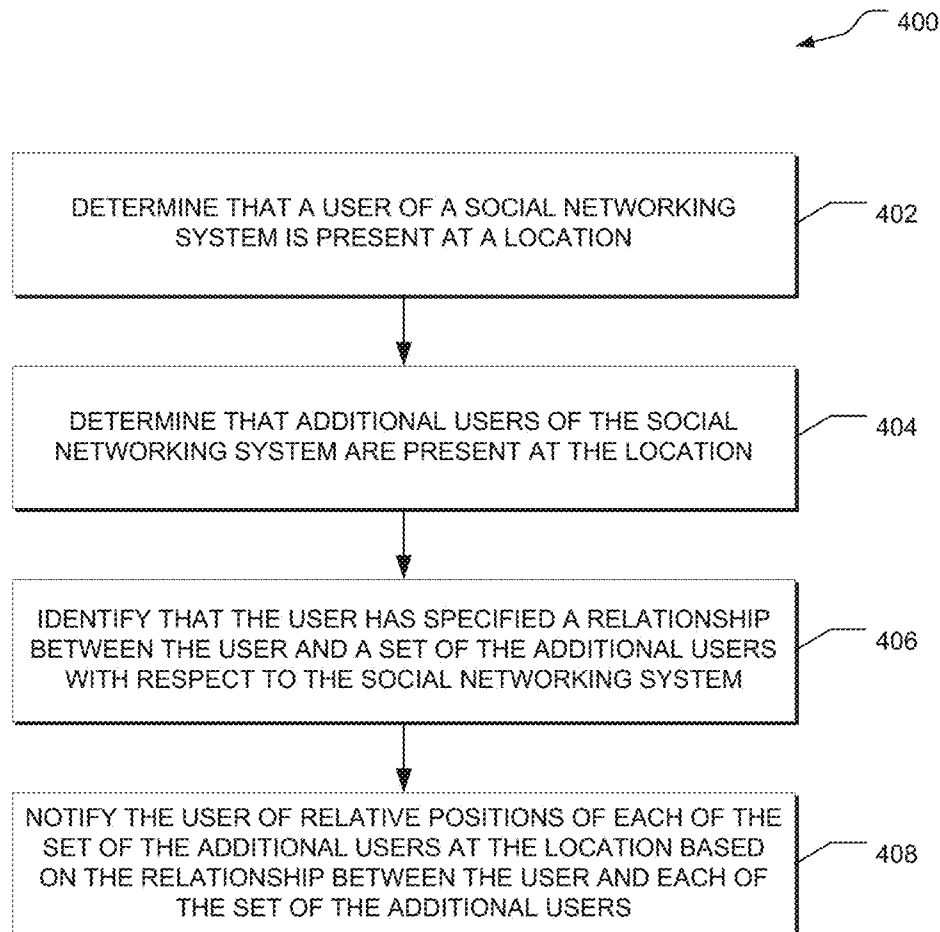 400
DETERMINE THAT A USER OF A SOCIAL NETWORKING
SYSTEM IS PRESENT AT A LOCATION
402
DETERMINE THAT ADDITIONAL USERS OF THE SOCIAL
NETWORKING SYSTEM ARE PRESENT AT THE LOCATION
404
IDENTIFY THAT THE USER HAS SPECIFIED A RELATIONSHIP
BETWEEN THE USER AND A SET OF THE ADDITIONAL USERS
WITH RESPECT TO THE SOCIAL NETWORKING SYSTEM
406
NOTIFY THE USER OF RELATIVE POSITIONS OF EACH OF THE
SET OF THE ADDITIONAL USERS AT THE LOCATION BASED
ON THE RELATIONSHIP BETWEEN THE USER AND EACH OF
THE SET OF THE ADDITIONAL USERS
408